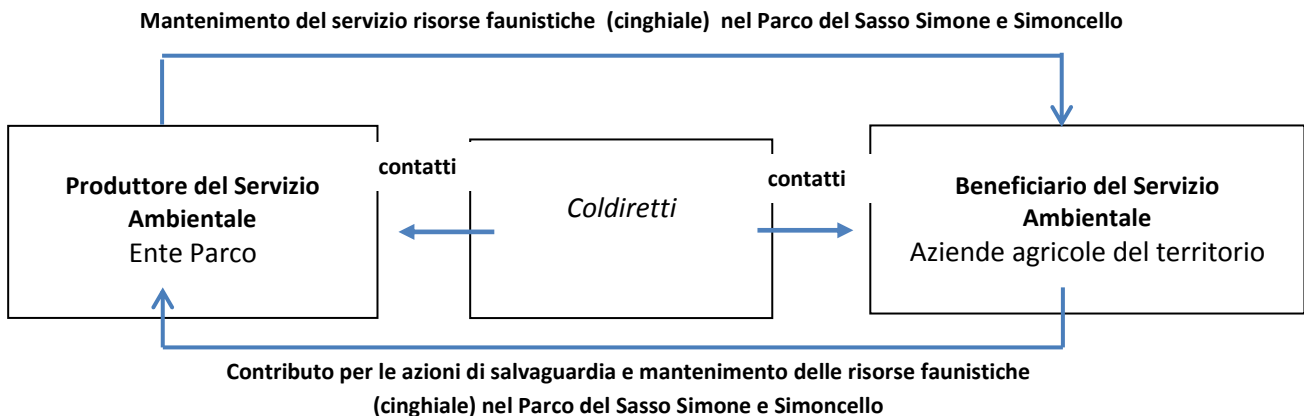 Mantenimento del servizio risorse faunistiche (cinghiale) nel Parco del Sasso Simone e Simoncello
Produttore del Servizio
Ambientale
Ente Parco
contatti
Coldiretti
contatti
Beneficiario del Servizio
Ambientale
Aziende agricole del territorio
Contributo per le azioni di salvaguardia e mantenimento delle risorse faunistiche
(cinghiale) nel Parco del Sasso Simone e Simoncello